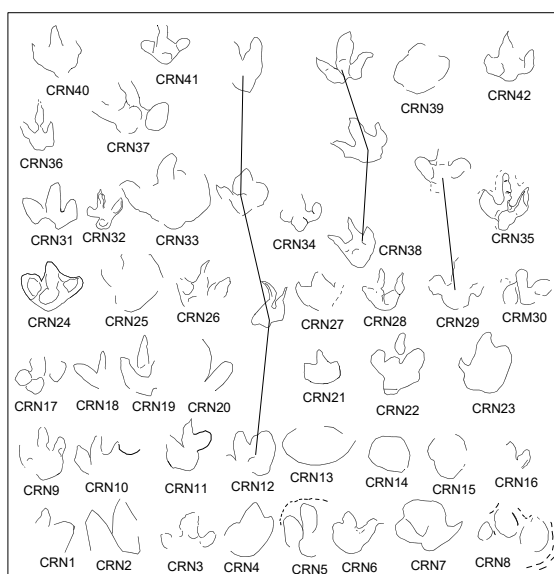 CRN40 CRN41 CRN39 CRN42
CRN36 CRN37
CRN31 CRN32 CRN33 CRN34 CRN38 CRN35
CRN24 CRN25 CRN26 CRN27 CRN28 CRN29 CRM30
CRN17 CRN18 CRN19 CRN20 CRN21 CRN22 CRN23
CRN9 CRN10 CRN11 CRN12 CRN13 CRN14 CRN15 CRN16
CRN1 CRN2 CRN3 CRN4 CRN5 CRN6 CRN7 CRN8